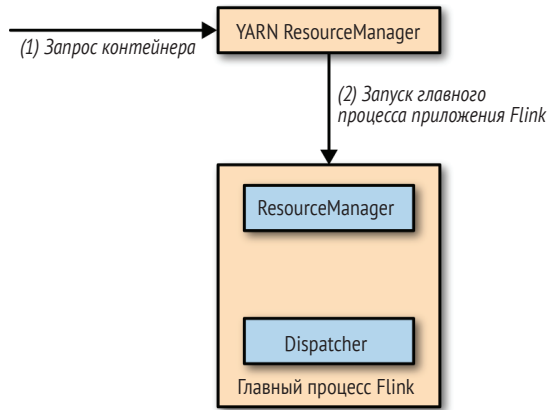 YARN ResourceManager
(1) Запрос контейнера
(2) Запуск главного
процесса приложения Flink
ResourceManager
Dispatcher
Главный процесс Flink